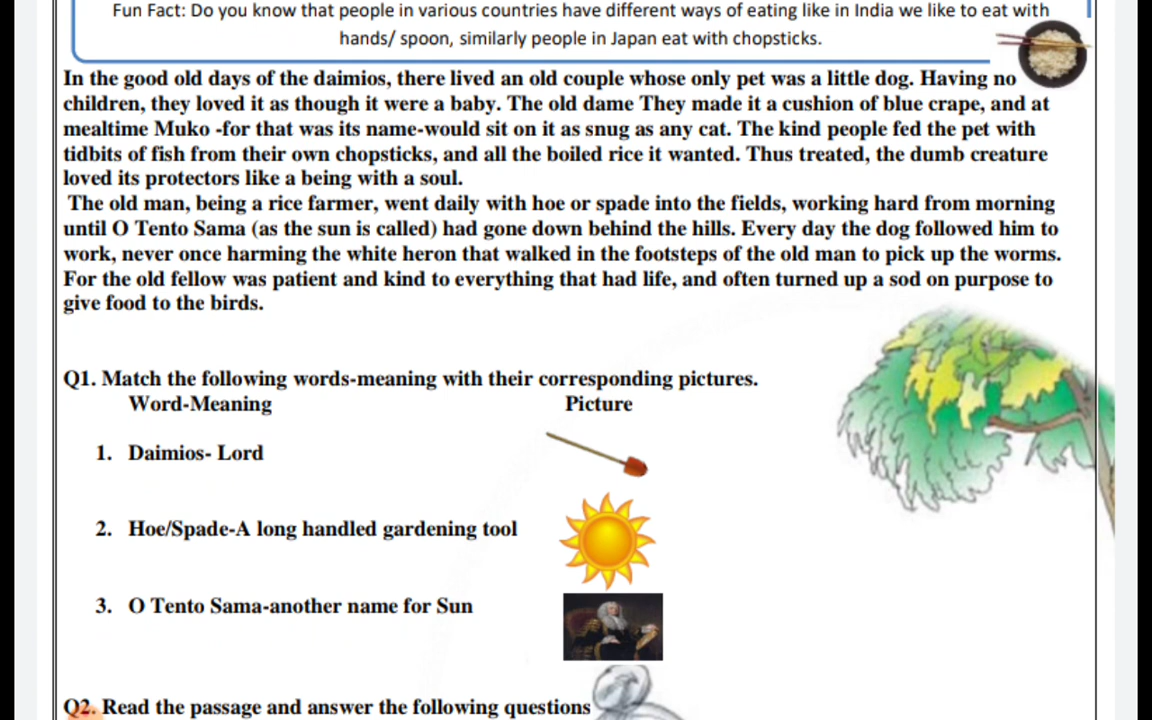 Fun Fact: Do you know that people in various countries have different ways of eating like in India we like to eat with
hands/ spoon, similarly people in Japan eat with chopsticks.
In the good old days of the daimios, there lived an old couple whose only pet was a little dog. Having no
children, they loved it as though it were a baby. The old dame They made it a cushion of blue crape, and at
mealtime Muko -for that was its name-would sit on it as snug as any cat. The kind people fed the pet with
tidbits of fish from their own chopsticks, and all the boiled rice it wanted. Thus treated, the dumb creature
loved its protectors like a being with a soul.
The old man, being a rice farmer, went daily with hoe or spade into the fields, working hard from morning
until O Tento Sama (as the sun is called) had gone down behind the hills. Every day the dog followed him to
work, never once harming the white heron that walked in the footsteps of the old man to pick up the worms.
For the old fellow was patient and kind to everything that had life, and often turned up a sod on purpose to
give food to the birds.
Q1. Match the following words-meaning with their corresponding pictures.
Word-Meaning Picture
1. Daimios- Lord
2. Hoe/Spade-A long handled gardening tool
3. O Tento Sama-another name for Sun
Q2. Read the passage and answer the following questions